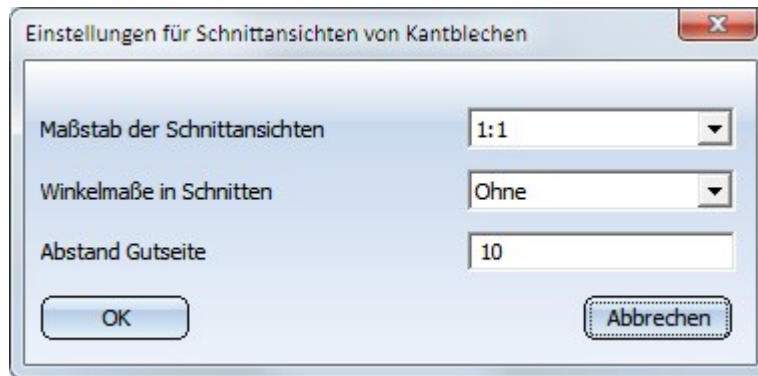 Einstellungen für Schnittansichten von Kantblechen
Maßstab der Schnittansichten 1:1
Winkelmaße in Schnitten Ohne
Abstand Gutseite 10
OK Abbrechen